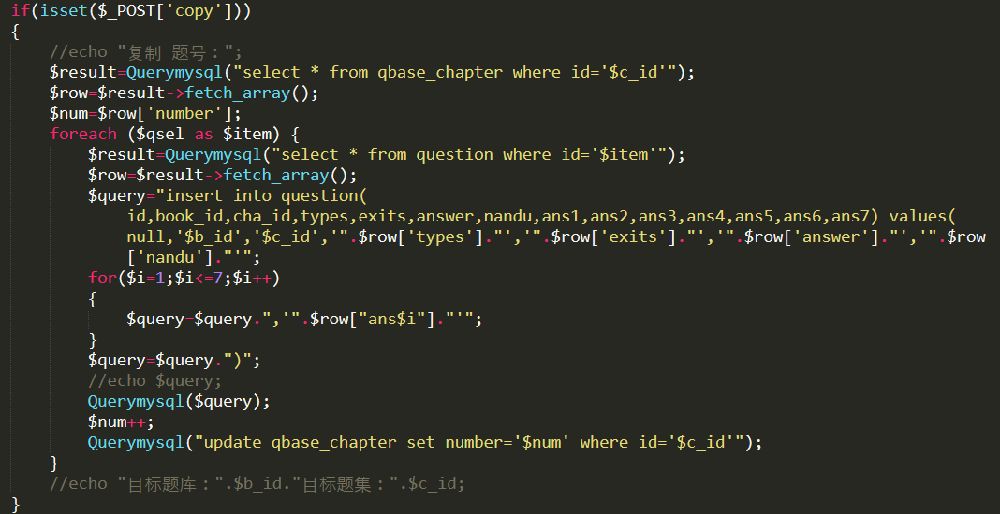 if(isset($_POST['copy']))
{
//echo "复制 题号：";
$result=Querymysql("select * from qbase_chapter where id='$c_id'");
$row=$result->fetch_array();
$num=$row['number'];
foreach ($qsel as $item) {
$result=Querymysql("select * from question where id='$item'");
$row=$result->fetch_array();
$query="insert into question(
id,book_id,cha_id,types,exits,answer,nandu,ans1,ans2,ans3,ans4,ans5,ans6,ans7) values(
null,'$b_id','$c_id','".$row['types']."','".$row['exits']."','".$row['answer']."','".$row
['nandu']."'";
for($i=1;$i<=7;$i++)
{
$query=$query.",'".$row["ans$i"]."'";
}
$query=$query.")";
//echo $query;
Querymysql($query);
$num++;
Querymysql("update qbase_chapter set number='$num' where id='$c_id'");
}
//echo "目标题库：".$b_id."目标题集：".$c_id;
}